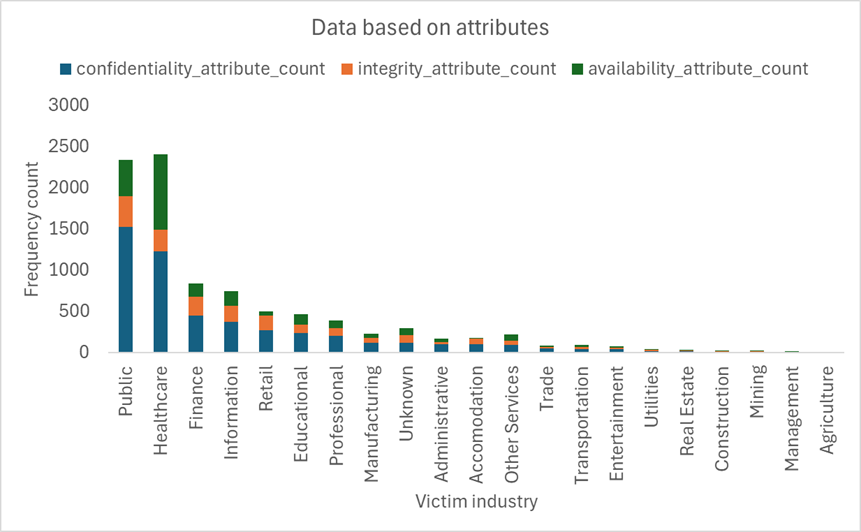 Data based on attributes
confidentiality_attribute_count integrity_attribute_count availability_attribute_count
3000
2500
2000
1500
1000
500
0
Frequency count
Public
Healthcare
Finance
Information
Retail
Educational
Professional
Manufacturing
Unknown
Administrative
Accomodation
Other Services
Trade
Transportation
Entertainment
Utilities
Real Estate
Construction
Mining
Management
Agriculture
Victim industry